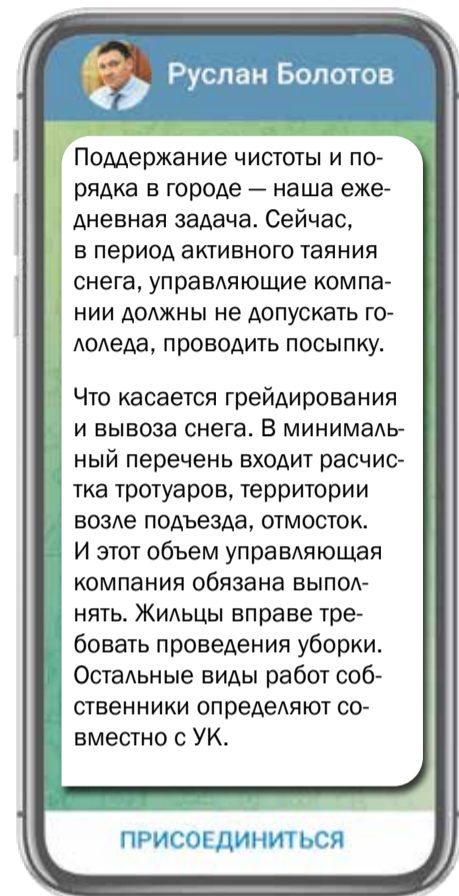 Руслан Болотов
Поддержание чистоты и по-
рядка в городе — наша еже-
дневная задача. Сейчас,
в период активного таяния
снега, управляющие компа-
нии должны не допускать го-
лоледа, проводить посыпку.
Что касается грейдирования
и вывоза снега. В минималь-
ный перечень входит расчис-
тка тротуаров, территории
возле подъезда, отмосток.
И этот объем управляющая
компания обязана выпол-
нять. Жильцы вправе тре-
бовать проведения уборки.
Остальные виды работ соб-
ственники определяют со-
вместно с УК.
ПРИСОЕДИНИТЬСЯ